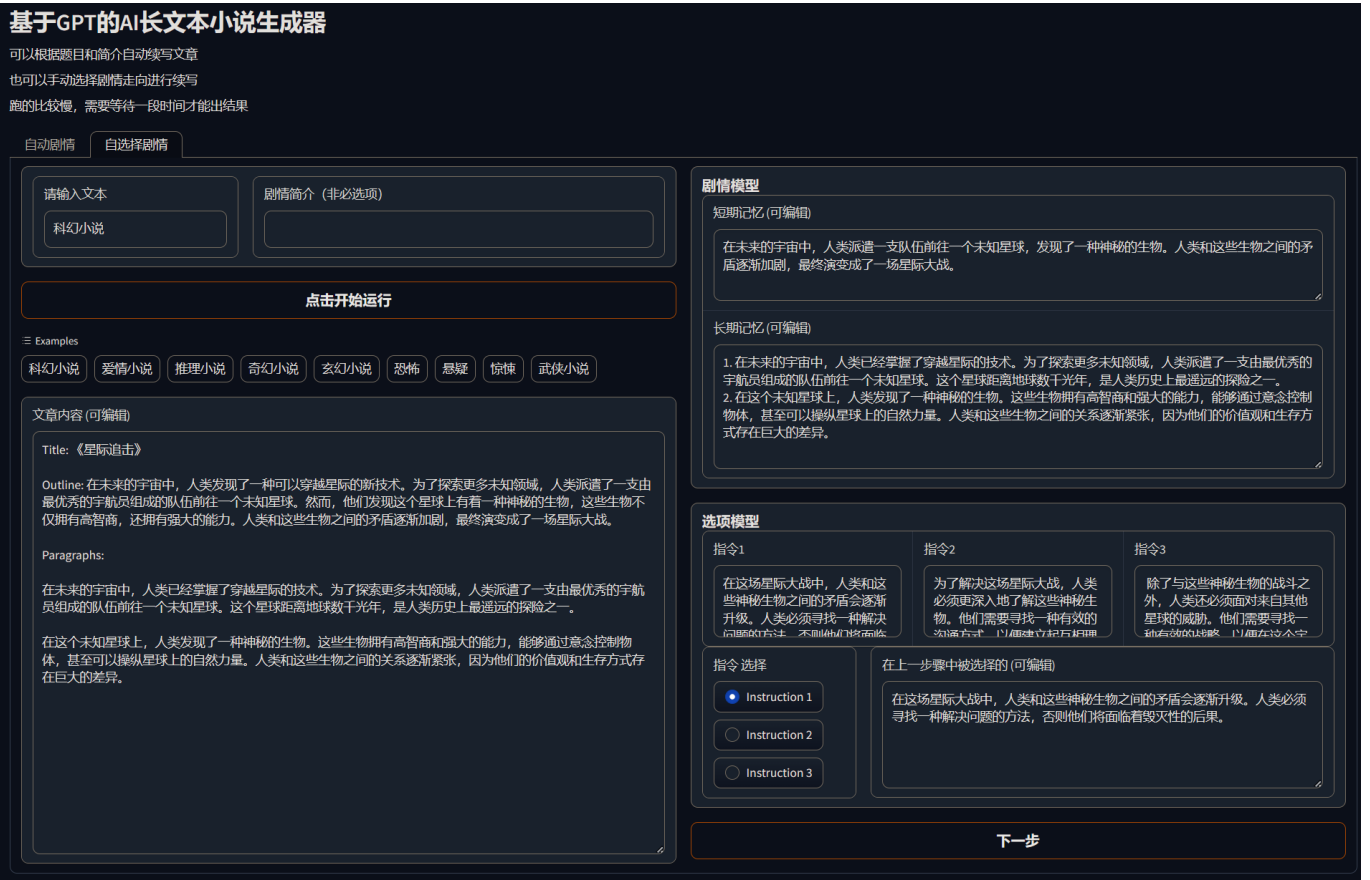 基于GPT的AI长文本小说生成器
可以根据题目和简介自动续写文章
也可以手动选择剧情走向进行续写
跑的比较慢，需要等待一段时间才能出结果
自动剧情
自选择剧情
请输入文本
科幻小说
剧情简介（非必选项）
点击开始运行
Examples
科幻小说
爱情小说
推理小说
奇幻小说
玄幻小说
恐怖
悬疑
惊悚
武侠小说
文章内容 (可编辑)
Title: 《星际追击》
Outline: 在未来的宇宙中，人类发现了一种可以穿越星际的新技术。为了探索更多未知领域，人类派遣了一支由
最优秀的宇航员组成的队伍前往一个未知星球。然而，他们发现这个星球上有着一种神秘的生物，这些生物不
仅拥有高智商，还拥有强大的能力。人类和这些生物之间的矛盾逐渐加剧，最终演变成了一场星际大战。
Paragraphs:
在未来的宇宙中，人类已经掌握了穿越星际的技术。为了探索更多未知领域，人类派遣了一支由最优秀的宇航
员组成的队伍前往一个未知星球。这个星球距离地球数千光年，是人类历史上最遥远的探险之一。
在这个未知星球上，人类发现了一种神秘的生物。这些生物拥有高智商和强大的能力，能够通过意念控制物
体，甚至可以操纵星球上的自然力量。人类和这些生物之间的关系逐渐紧张，因为他们的价值观和生存方式存
在巨大的差异。
剧情模型
短期记忆 (可编辑)
在未来的宇宙中，人类派遣一支队伍前往一个未知星球，发现了一种神秘的生物。人类和这些生物之间的矛
盾逐渐加剧，最终演变成了一场星际大战。
长期记忆 (可编辑)
1. 在未来的宇宙中，人类已经掌握了穿越星际的技术。为了探索更多未知领域，人类派遣了一支由最优秀的
宇航员组成的队伍前往一个未知星球。这个星球距离地球数千光年，是人类历史上最遥远的探险之一。
2. 在这个未知星球上，人类发现了一种神秘的生物。这些生物拥有高智商和强大的能力，能够通过意念控制
物体，甚至可以操纵星球上的自然力量。人类和这些生物之间的关系逐渐紧张，因为他们的价值观和生存方
式存在巨大的差异。
选项模型
指令1
在这场星际大战中，人类和这
些神秘生物之间的矛盾会逐渐
升级。人类必须寻找一种解决
问题的方法，否则他们将面临
指令2
为了解决这场星际大战，人类
必须更深入地了解这些神秘生
物。他们需要寻找一种有效的
沟通方式，以便建立起互相理
指令3
除了与这些神秘生物的战斗之
外，人类还必须面对来自其他
星球的威胁。他们需要寻找一
种有效的战略，以便在这个宇
指令 选择
Instruction 1
Instruction 2
Instruction 3
在上一步骤中被选择的 (可编辑)
在这场星际大战中，人类和这些神秘生物之间的矛盾会逐渐升级。人类必须
寻找一种解决问题的方法，否则他们将面临着毁灭性的后果。
下一步